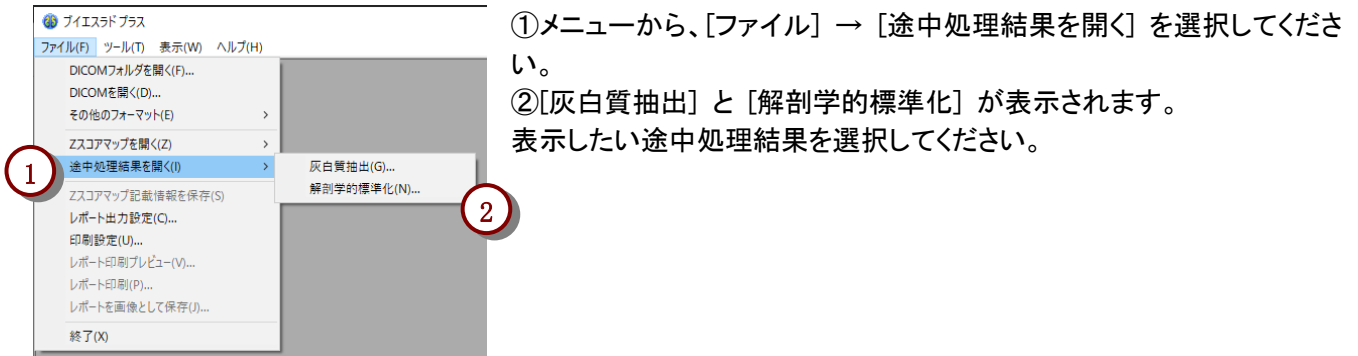 ブイエスラド プラス
ファイル(F) ツール(T) 表示(W) ヘルプ(H)
DICOMフォルダを開く(F)...
DICOMを開く(D)...
その他のフォーマット(E) >
Zスコアマップを開く(Z) >
途中処理結果を開く(I) >
灰白質抽出(G)...
解剖学的標準化(N)...
1
2
Zスコアマップ記載情報を保存(S)
レポート出力設定(C)...
印刷設定(U)...
レポート印刷プレビュー(V)...
レポート印刷(P)...
レポートを画像として保存(J)...
終了(X)
①メニューから、[ファイル] → [途中処理結果を開く] を選択してくださ
い。
②[灰白質抽出] と [解剖学的標準化] が表示されます。
表示したい途中処理結果を選択してください。